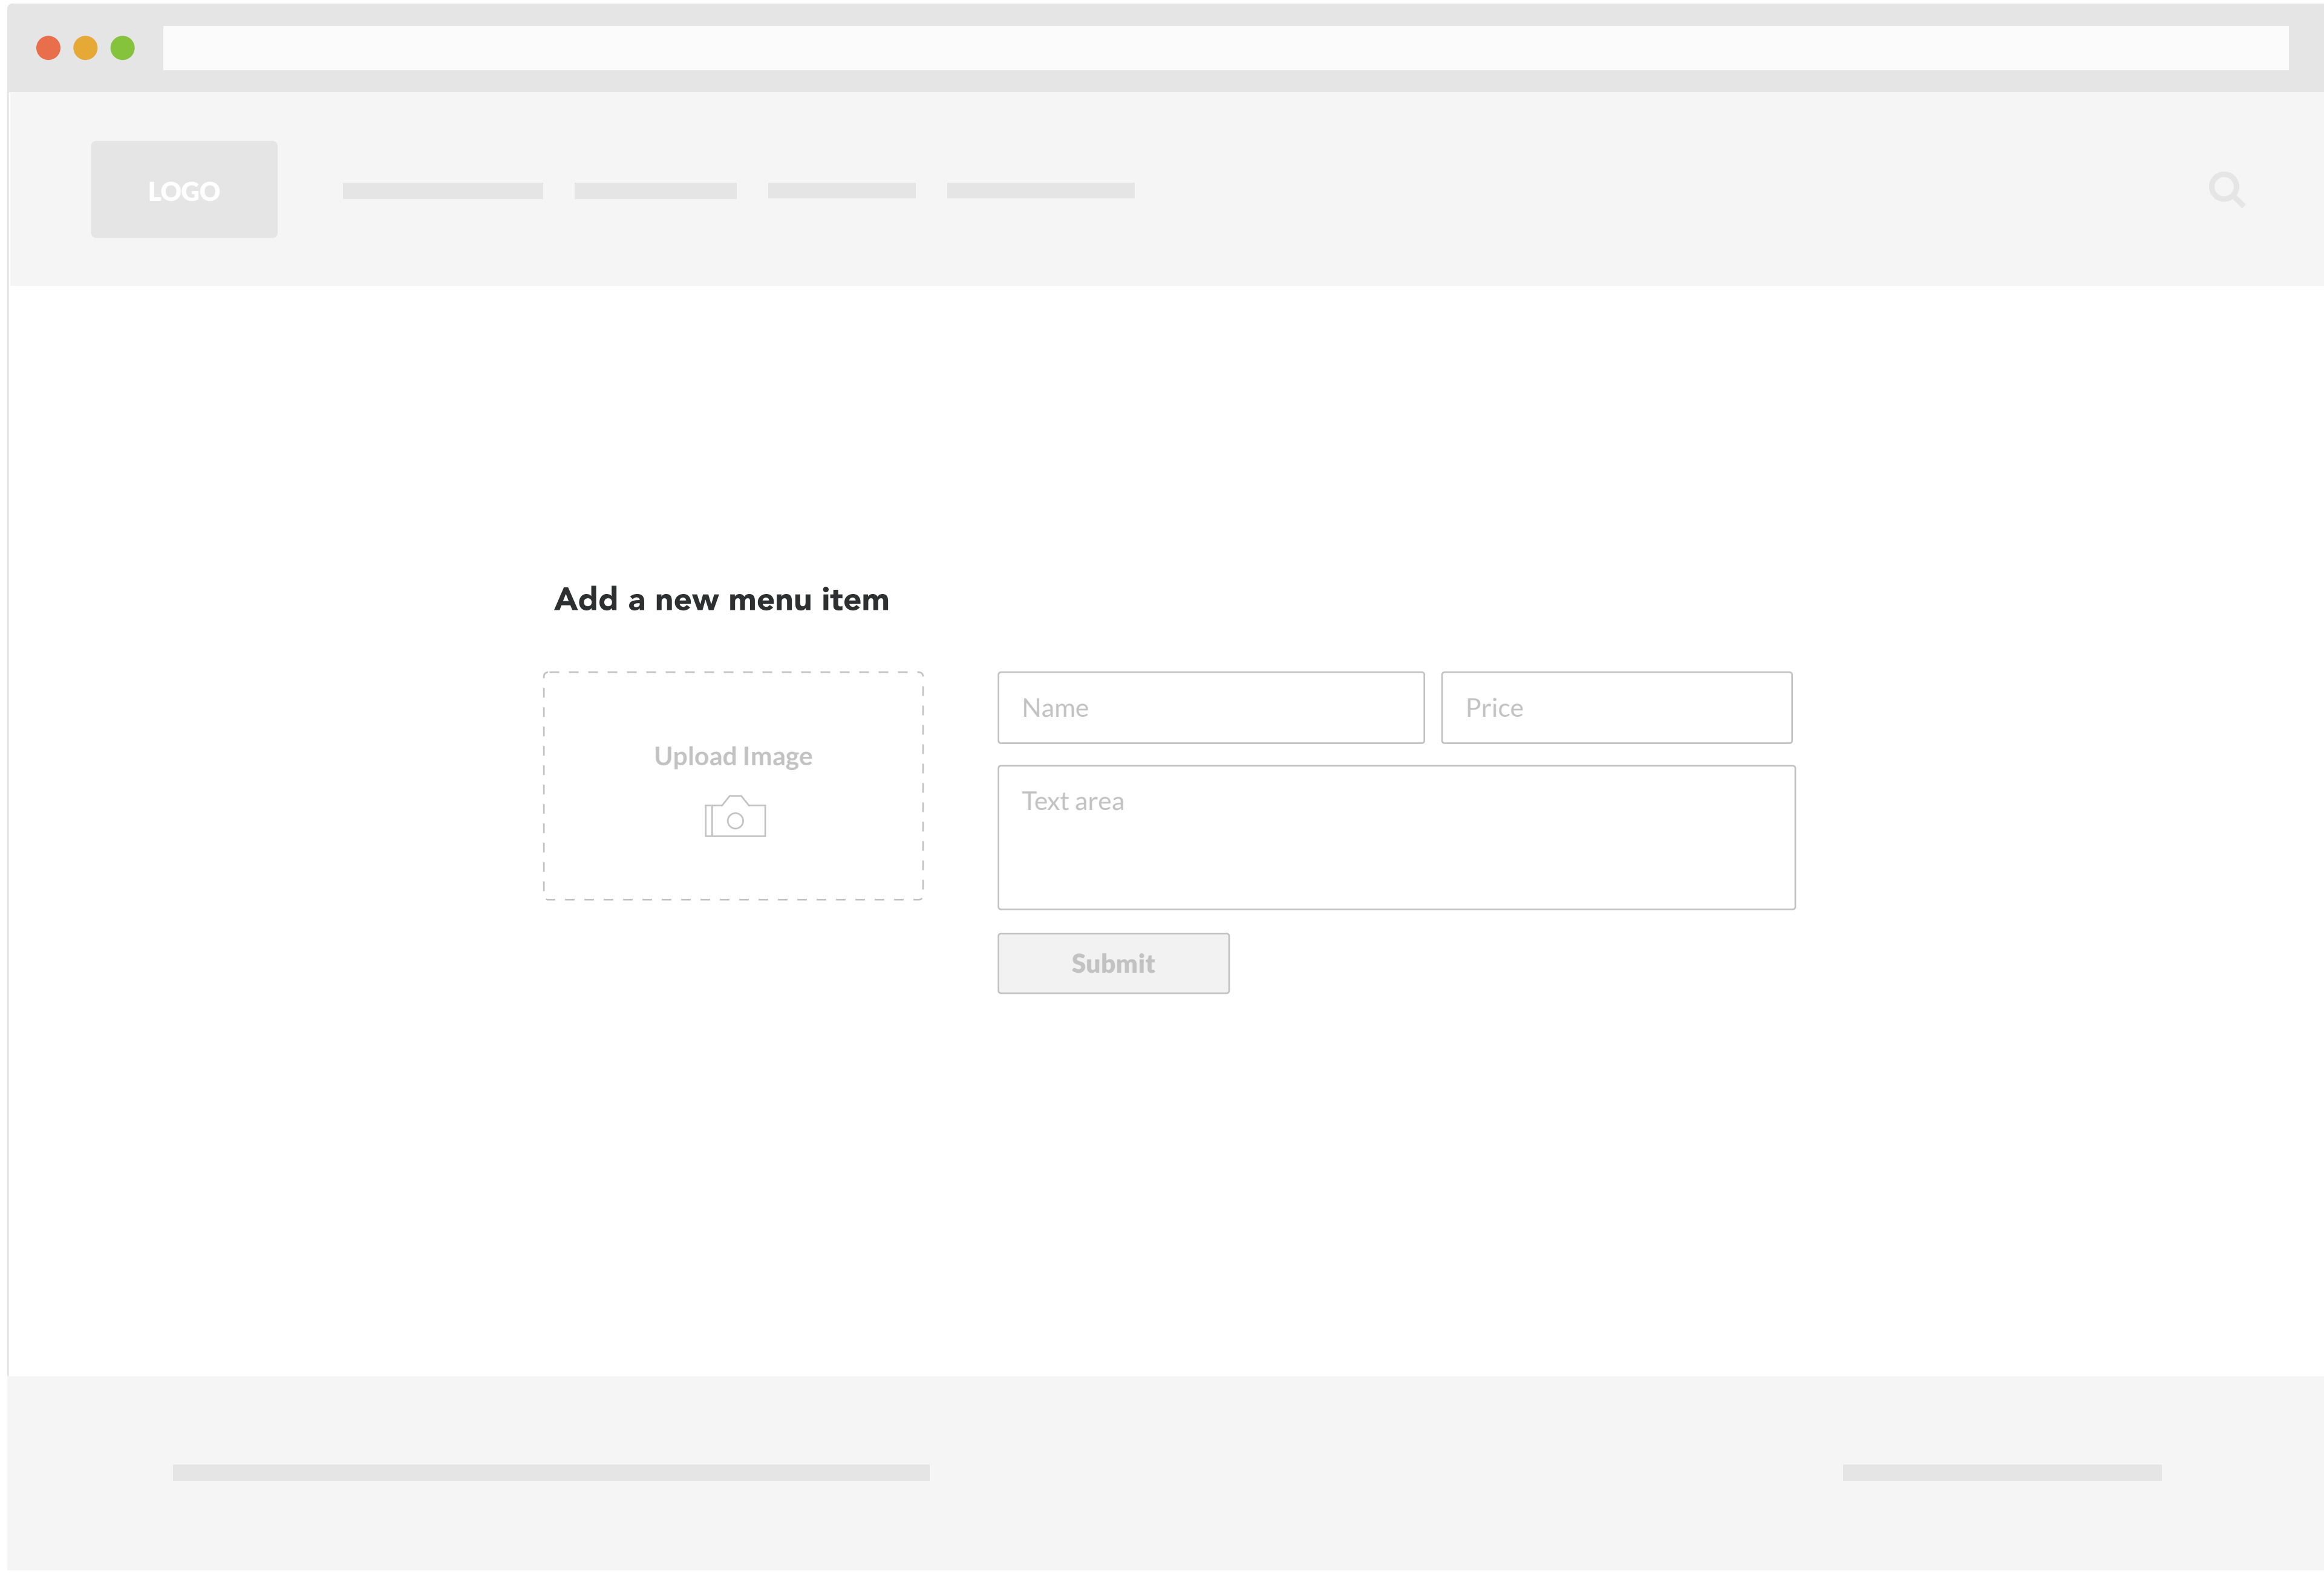 LOGO
Add a new menu item
Upload Image
Name
Price
Text area
Submit